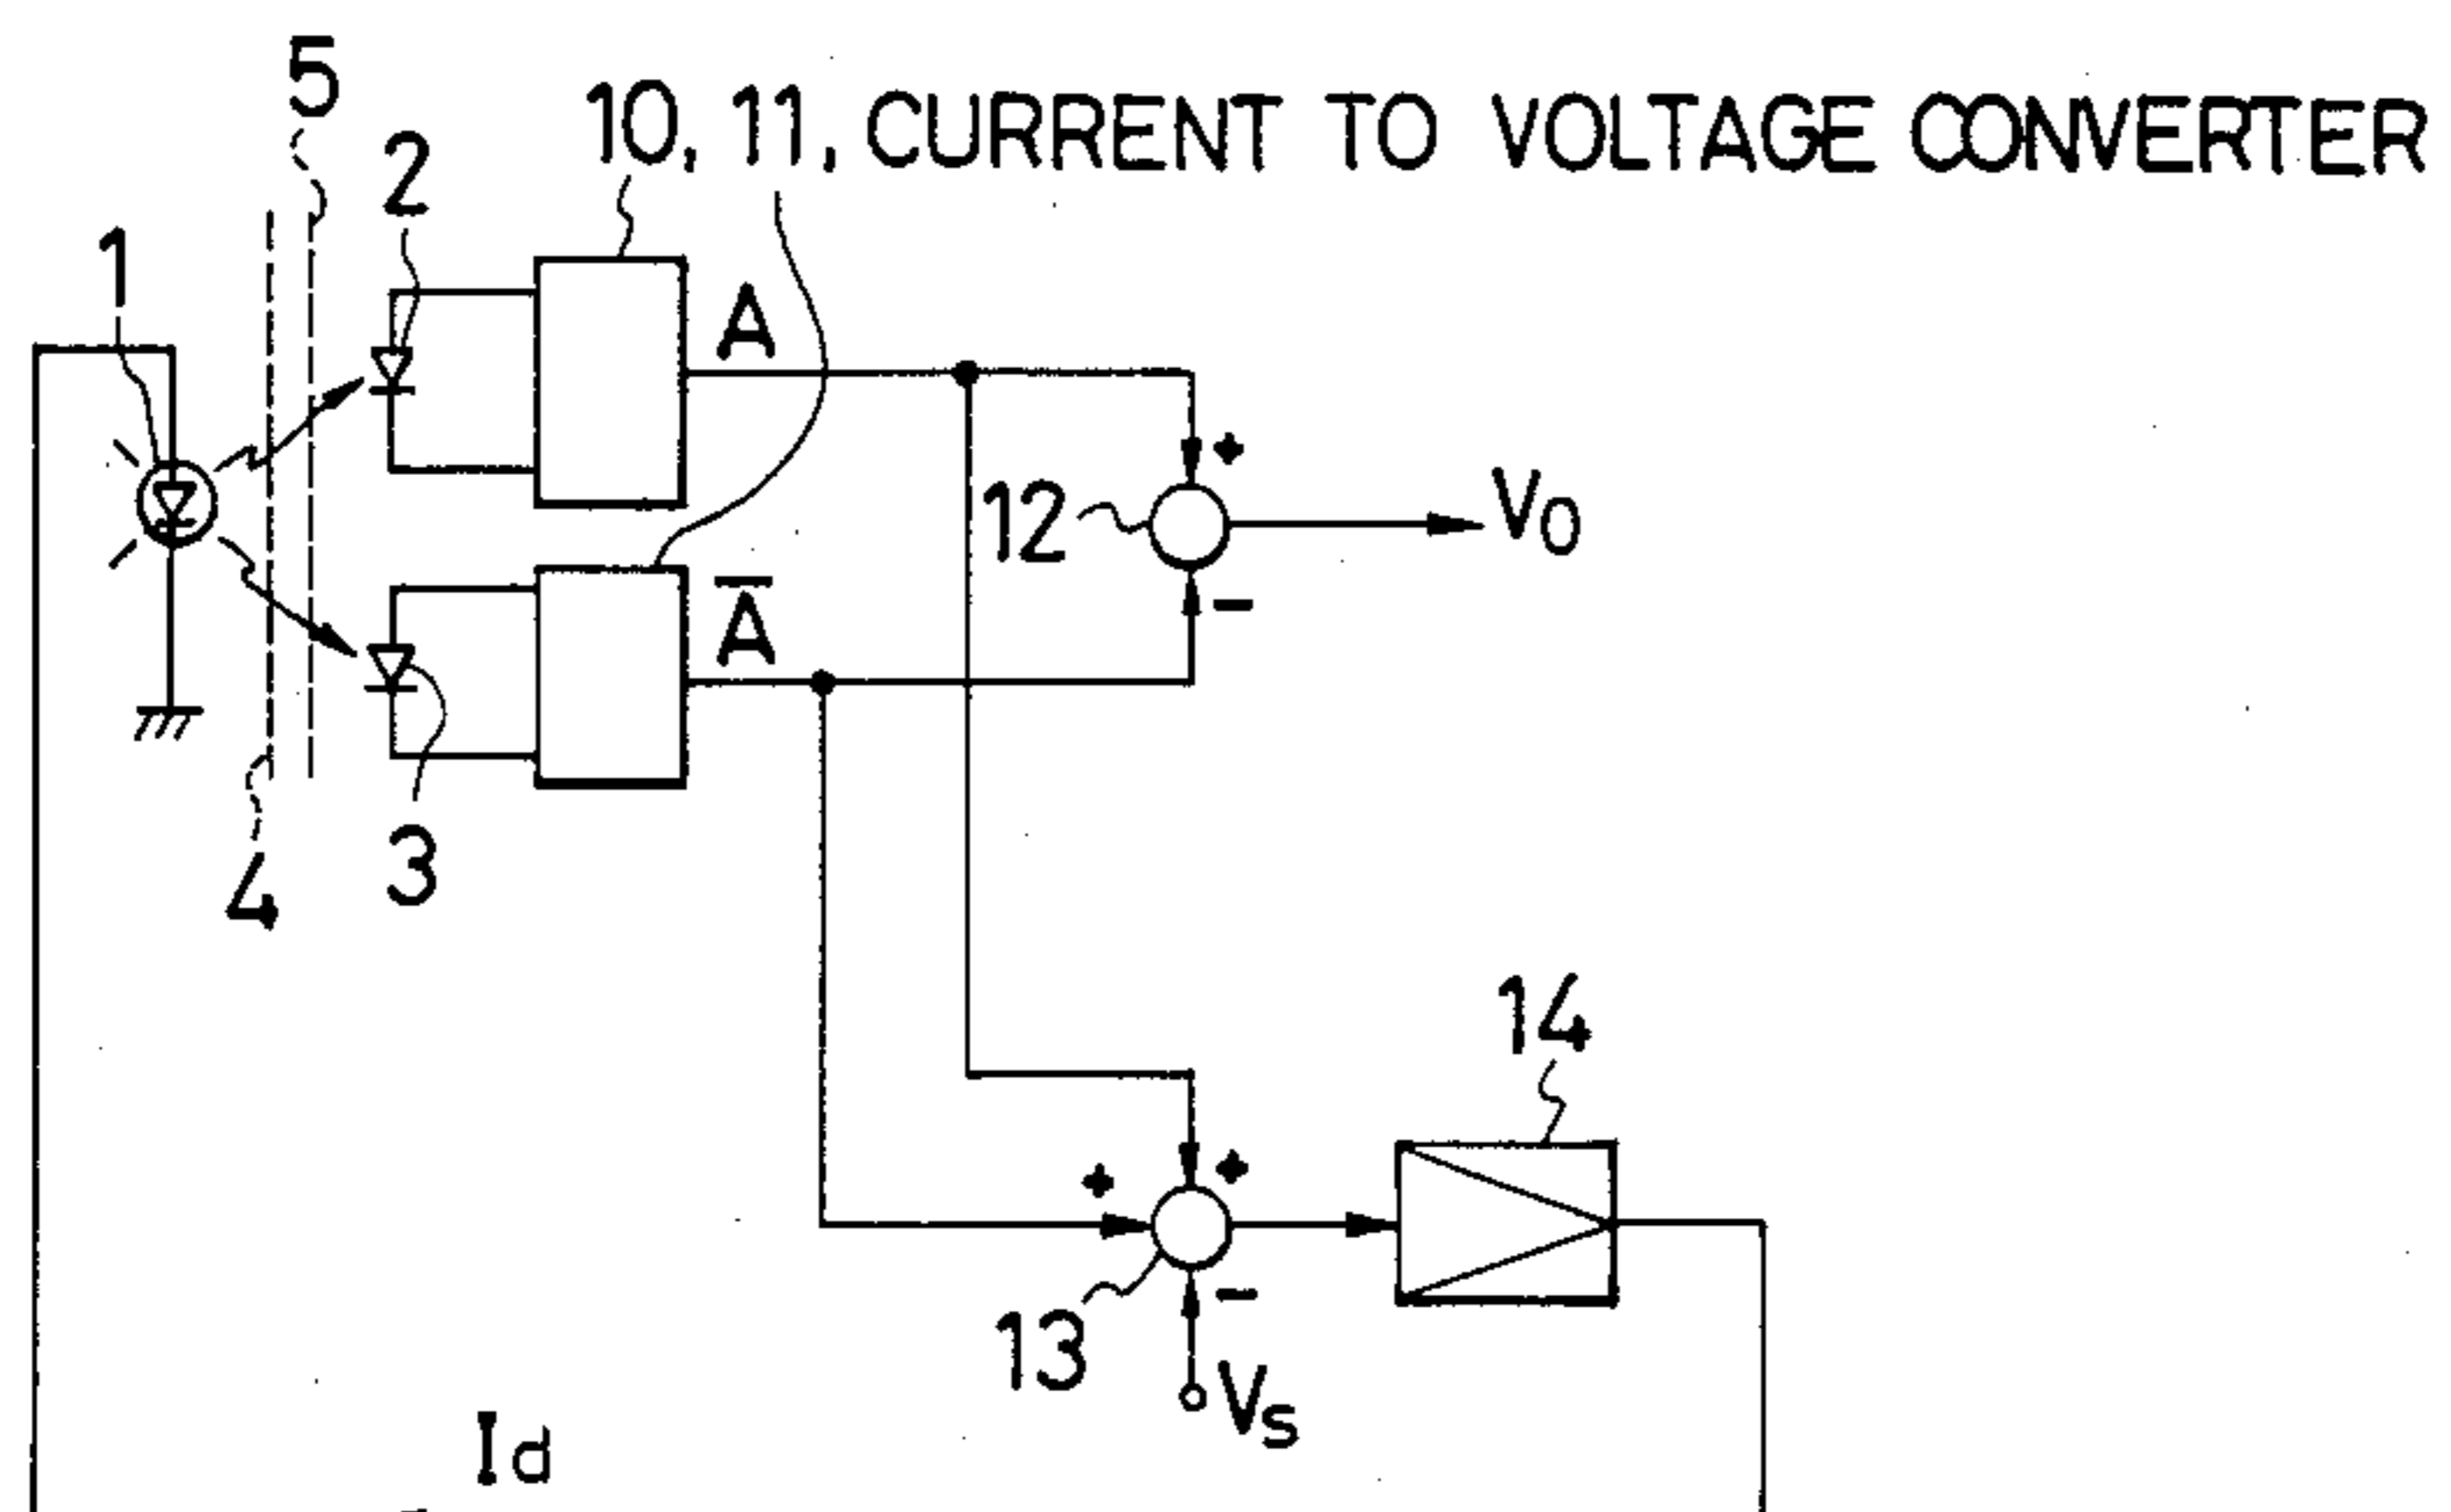 5
10, 11, CURRENT TO VOLTAGE CONVERTER
2
1
A
12
+
V₀
−
A̅
4
3
14
+
+
13
−
Vs
Id